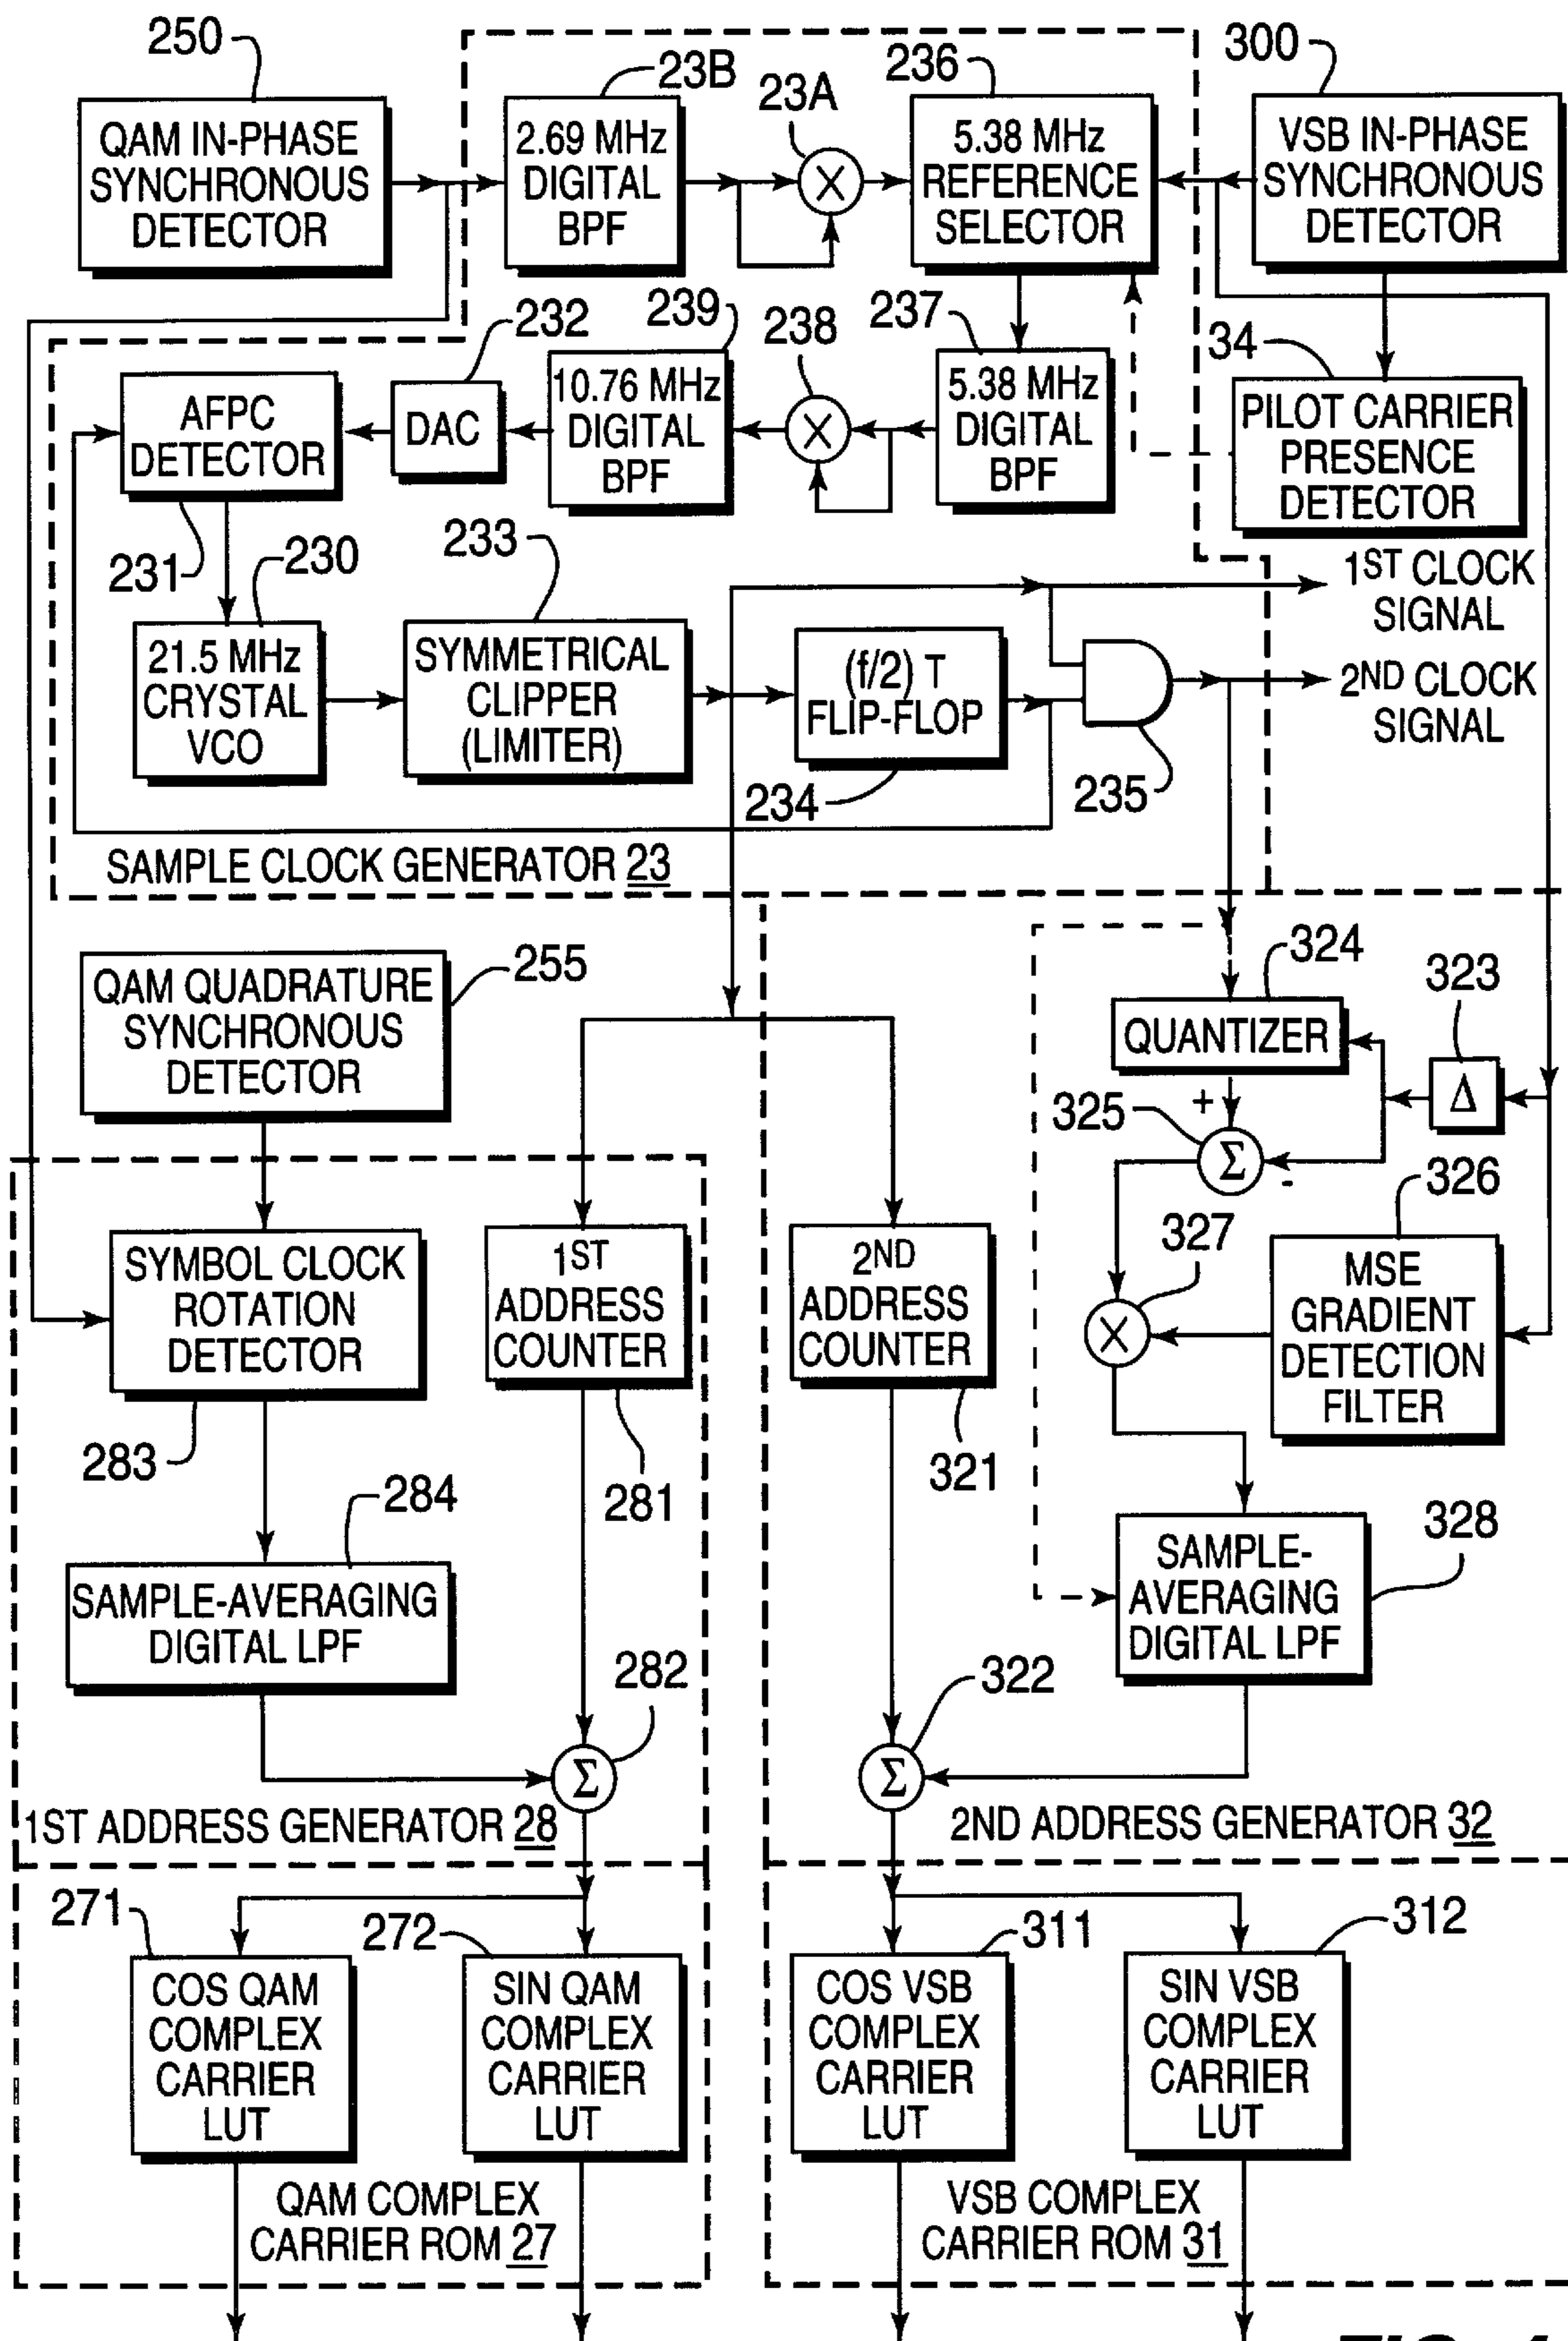 250
23B
23A
236
300
QAM IN-PHASE
SYNCHRONOUS
DETECTOR
2.69 MHz
DIGITAL
BPF
X
5.38 MHz
REFERENCE
SELECTOR
VSB IN-PHASE
SYNCHRONOUS
DETECTOR
232
239
238
237
34
AFPC
DETECTOR
DAC
10.76 MHz
DIGITAL
BPF
X
5.38 MHz
DIGITAL
BPF
PILOT CARRIER
PRESENCE
DETECTOR
231
230
233
1ST CLOCK
SIGNAL
21.5 MHz
CRYSTAL
VCO
SYMMETRICAL
CLIPPER
(LIMITER)
(f/2) T
FLIP-FLOP
2ND CLOCK
SIGNAL
234
235
SAMPLE CLOCK GENERATOR 23
255
324
323
QAM QUADRATURE
SYNCHRONOUS
DETECTOR
QUANTIZER
Δ
325
+
Σ
-
326
327
SYMBOL CLOCK
ROTATION
DETECTOR
1ST
ADDRESS
COUNTER
2ND
ADDRESS
COUNTER
X
MSE
GRADIENT
DETECTION
FILTER
283
281
321
284
328
SAMPLE-AVERAGING
DIGITAL LPF
SAMPLE-
AVERAGING
DIGITAL LPF
282
322
Σ
Σ
1ST ADDRESS GENERATOR 28
2ND ADDRESS GENERATOR 32
271
272
311
312
COS QAM
COMPLEX
CARRIER
LUT
SIN QAM
COMPLEX
CARRIER
LUT
COS VSB
COMPLEX
CARRIER
LUT
SIN VSB
COMPLEX
CARRIER
LUT
QAM COMPLEX
CARRIER ROM 27
VSB COMPLEX
CARRIER ROM 31